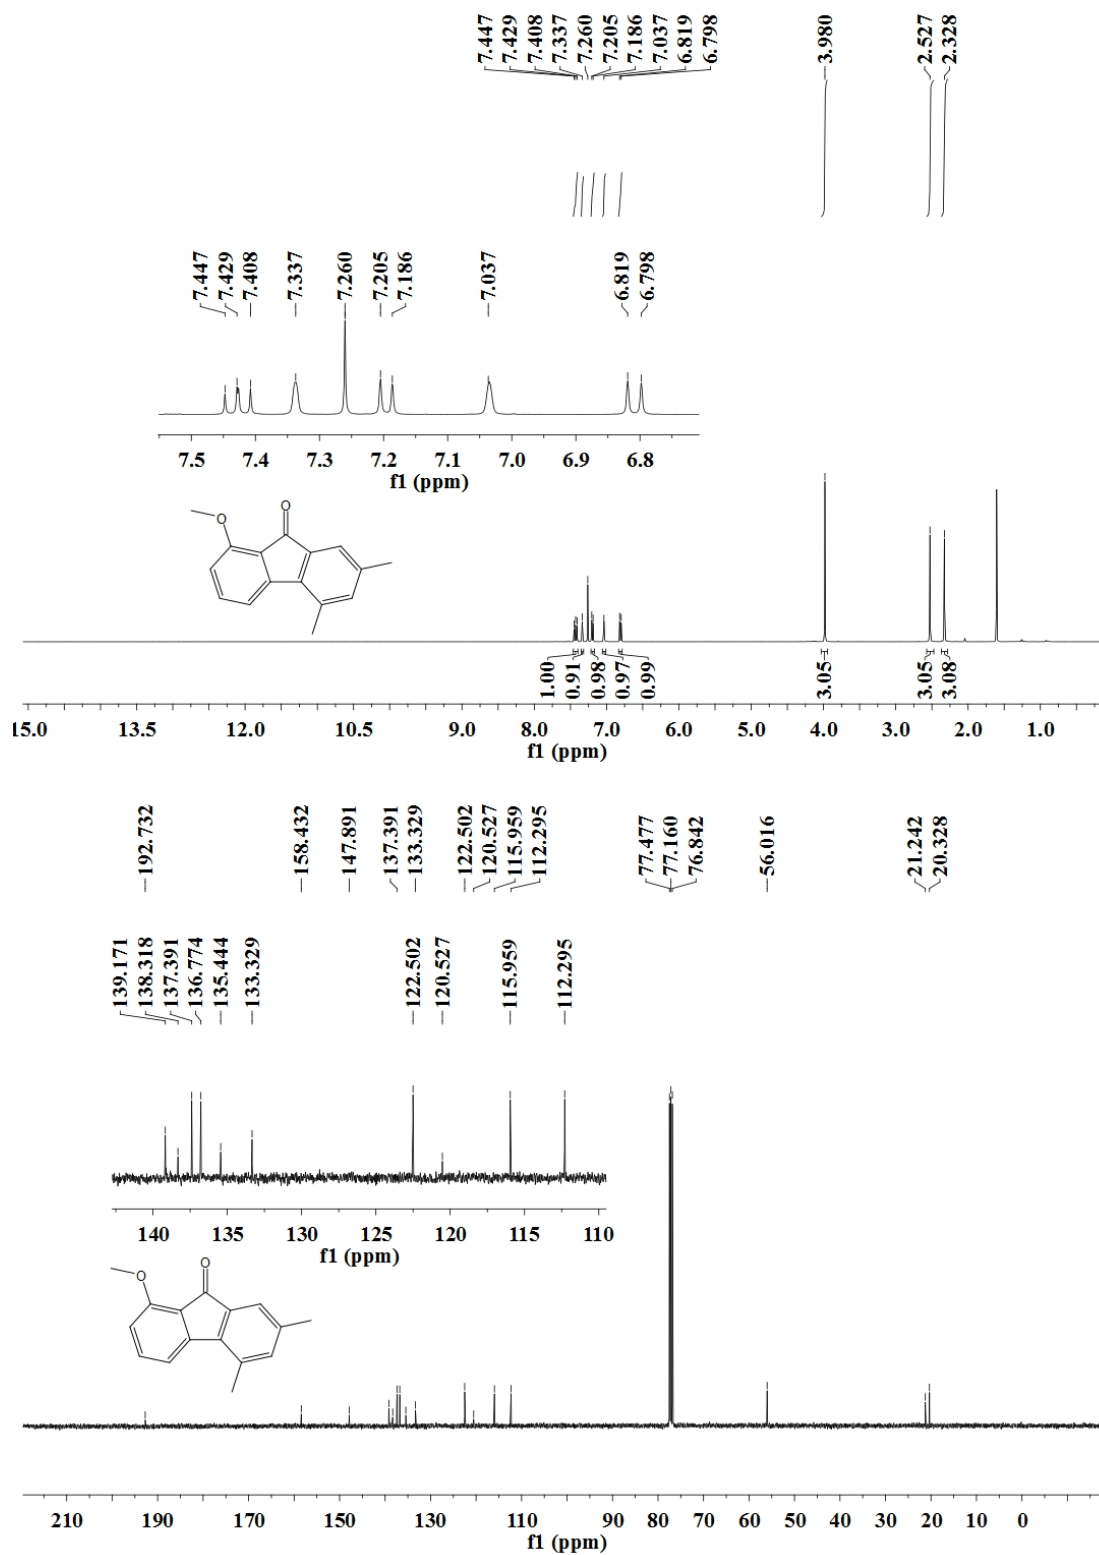 7.447 7.429 7.408 7.337 7.260 7.205 7.186 7.037 6.819 6.798 3.980 2.527 2.328
7.447 7.429 7.408 7.337 7.260 7.205 7.186 7.037 6.819 6.798
7.5 7.4 7.3 7.2 7.1 7.0 6.9 6.8
f1 (ppm)
O
O
1.00 0.91 0.98 0.97 0.99 3.05 3.05 3.08
15.0 13.5 12.0 10.5 9.0 8.0 7.0 6.0 5.0 4.0 3.0 2.0 1.0
f1 (ppm)
192.732 158.432 147.891 137.391 133.329 122.502 120.527 115.959 112.295 77.477 77.160 76.842 56.016 21.242 20.328
139.171 138.318 137.391 136.774 135.444 133.329 122.502 120.527 115.959 112.295
140 135 130 125 120 115 110
f1 (ppm)
O
O
210 190 170 150 130 110 90 80 70 60 50 40 30 20 10 0
f1 (ppm)